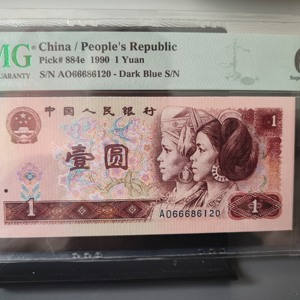 MG
China / People's Republic
GUARANTY
Pick# 884e 1990 1 Yuan
S/N AO66686120 - Dark Blue S/N
6
中国人民银行
1
壹圆
1
1
AO66686120